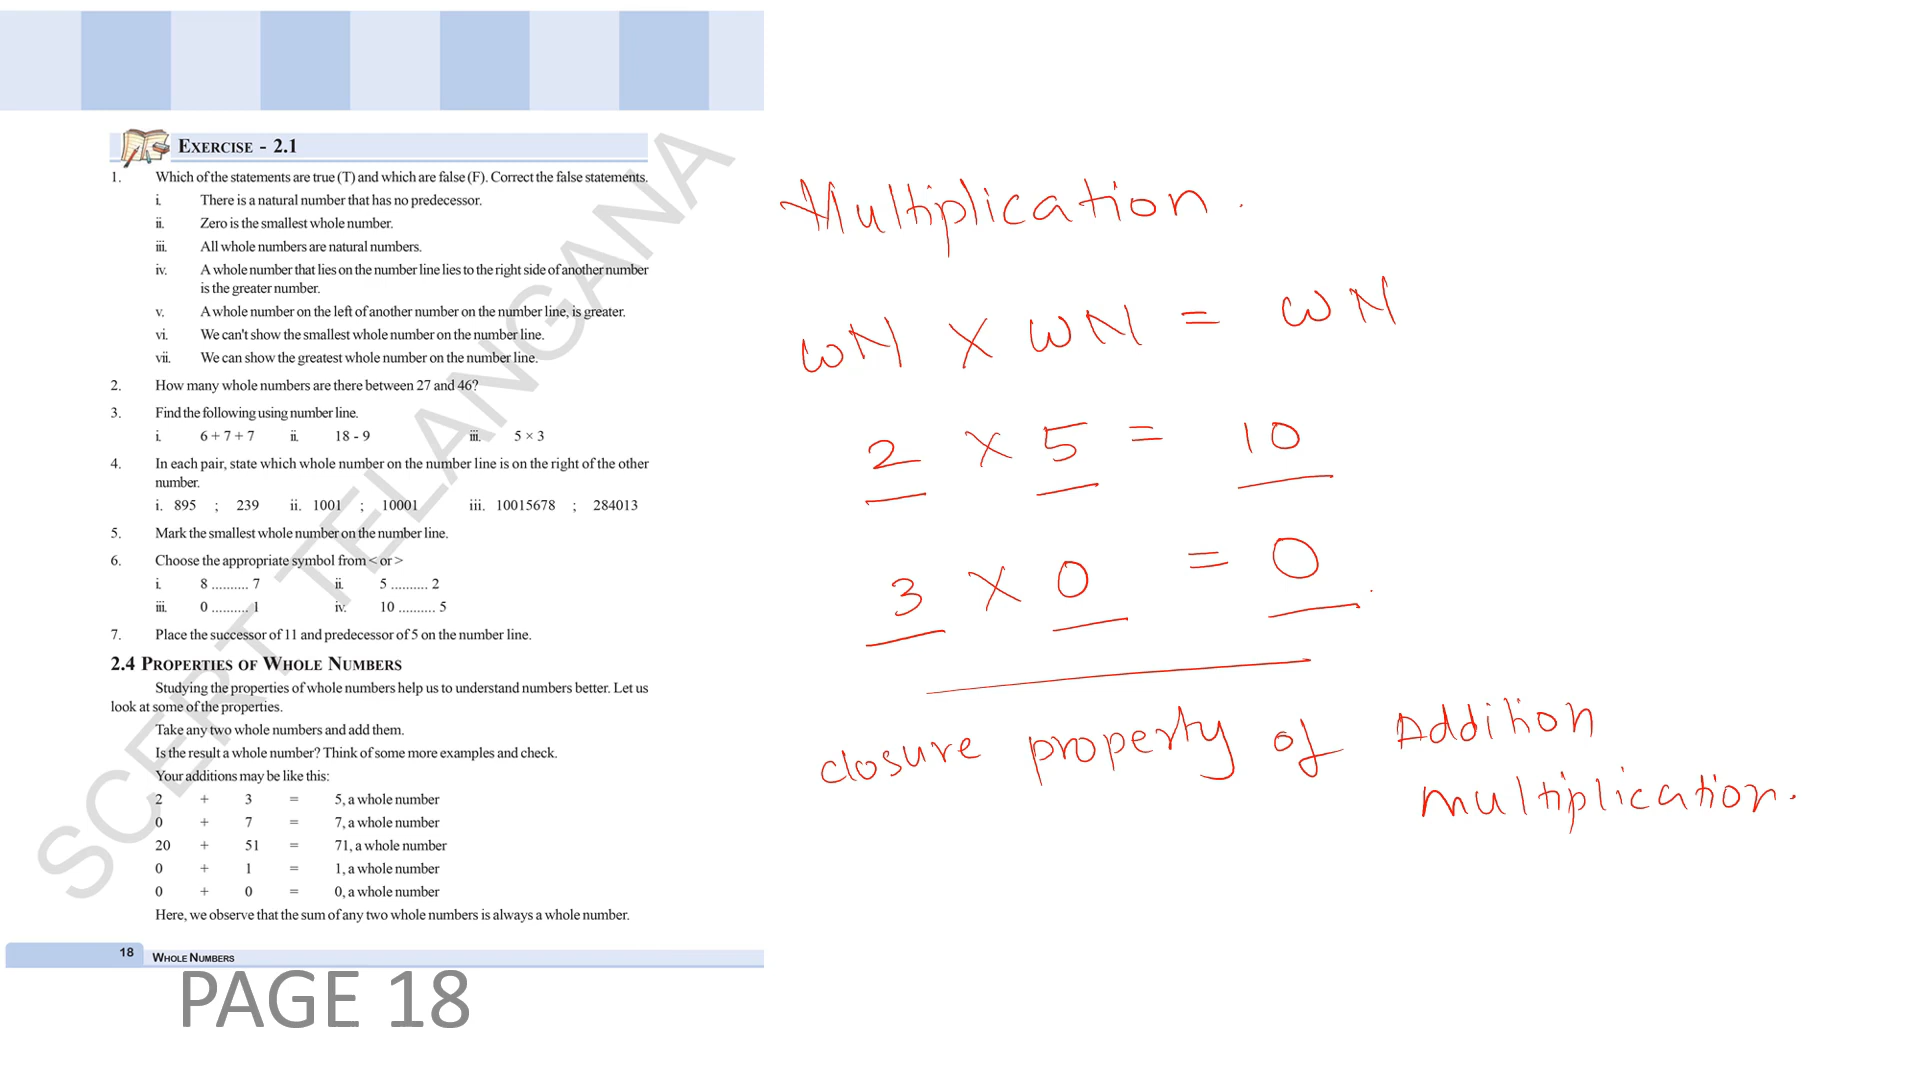 EXERCISE - 2.1
1. Which of the statements are true (T) and which are false (F). Correct the false statements.
i. There is a natural number that has no predecessor.
ii. Zero is the smallest whole number.
iii. All whole numbers are natural numbers.
iv. A whole number that lies on the number line lies to the right side of another number
is the greater number.
v. A whole number on the left of another number on the number line, is greater.
vi. We can't show the smallest whole number on the number line.
vii. We can show the greatest whole number on the number line.
2. How many whole numbers are there between 27 and 46?
3. Find the following using number line.
i. 6 + 7 + 7 ii. 18 - 9 iii. 5 × 3
4. In each pair, state which whole number on the number line is on the right of the other
number.
i. 895 ; 239 ii. 1001 ; 10001 iii. 10015678 ; 284013
5. Mark the smallest whole number on the number line.
6. Choose the appropriate symbol from < or >
i. 8 .......... 7 ii. 5 .......... 2
iii. 0 .......... 1 iv. 10 .......... 5
7. Place the successor of 11 and predecessor of 5 on the number line.
2.4 PROPERTIES OF WHOLE NUMBERS
Studying the properties of whole numbers help us to understand numbers better. Let us
look at some of the properties.
Take any two whole numbers and add them.
Is the result a whole number? Think of some more examples and check.
Your additions may be like this:
2 + 3 = 5, a whole number
0 + 7 = 7, a whole number
20 + 51 = 71, a whole number
0 + 1 = 1, a whole number
0 + 0 = 0, a whole number
Here, we observe that the sum of any two whole numbers is always a whole number.
18 WHOLE NUMBERS
PAGE 18
SCERT TELANGANA
Multiplication.
WN X WN = WN
2 X 5 = 10
3 X 0 = 0.
closure property of Addition
multiplication.